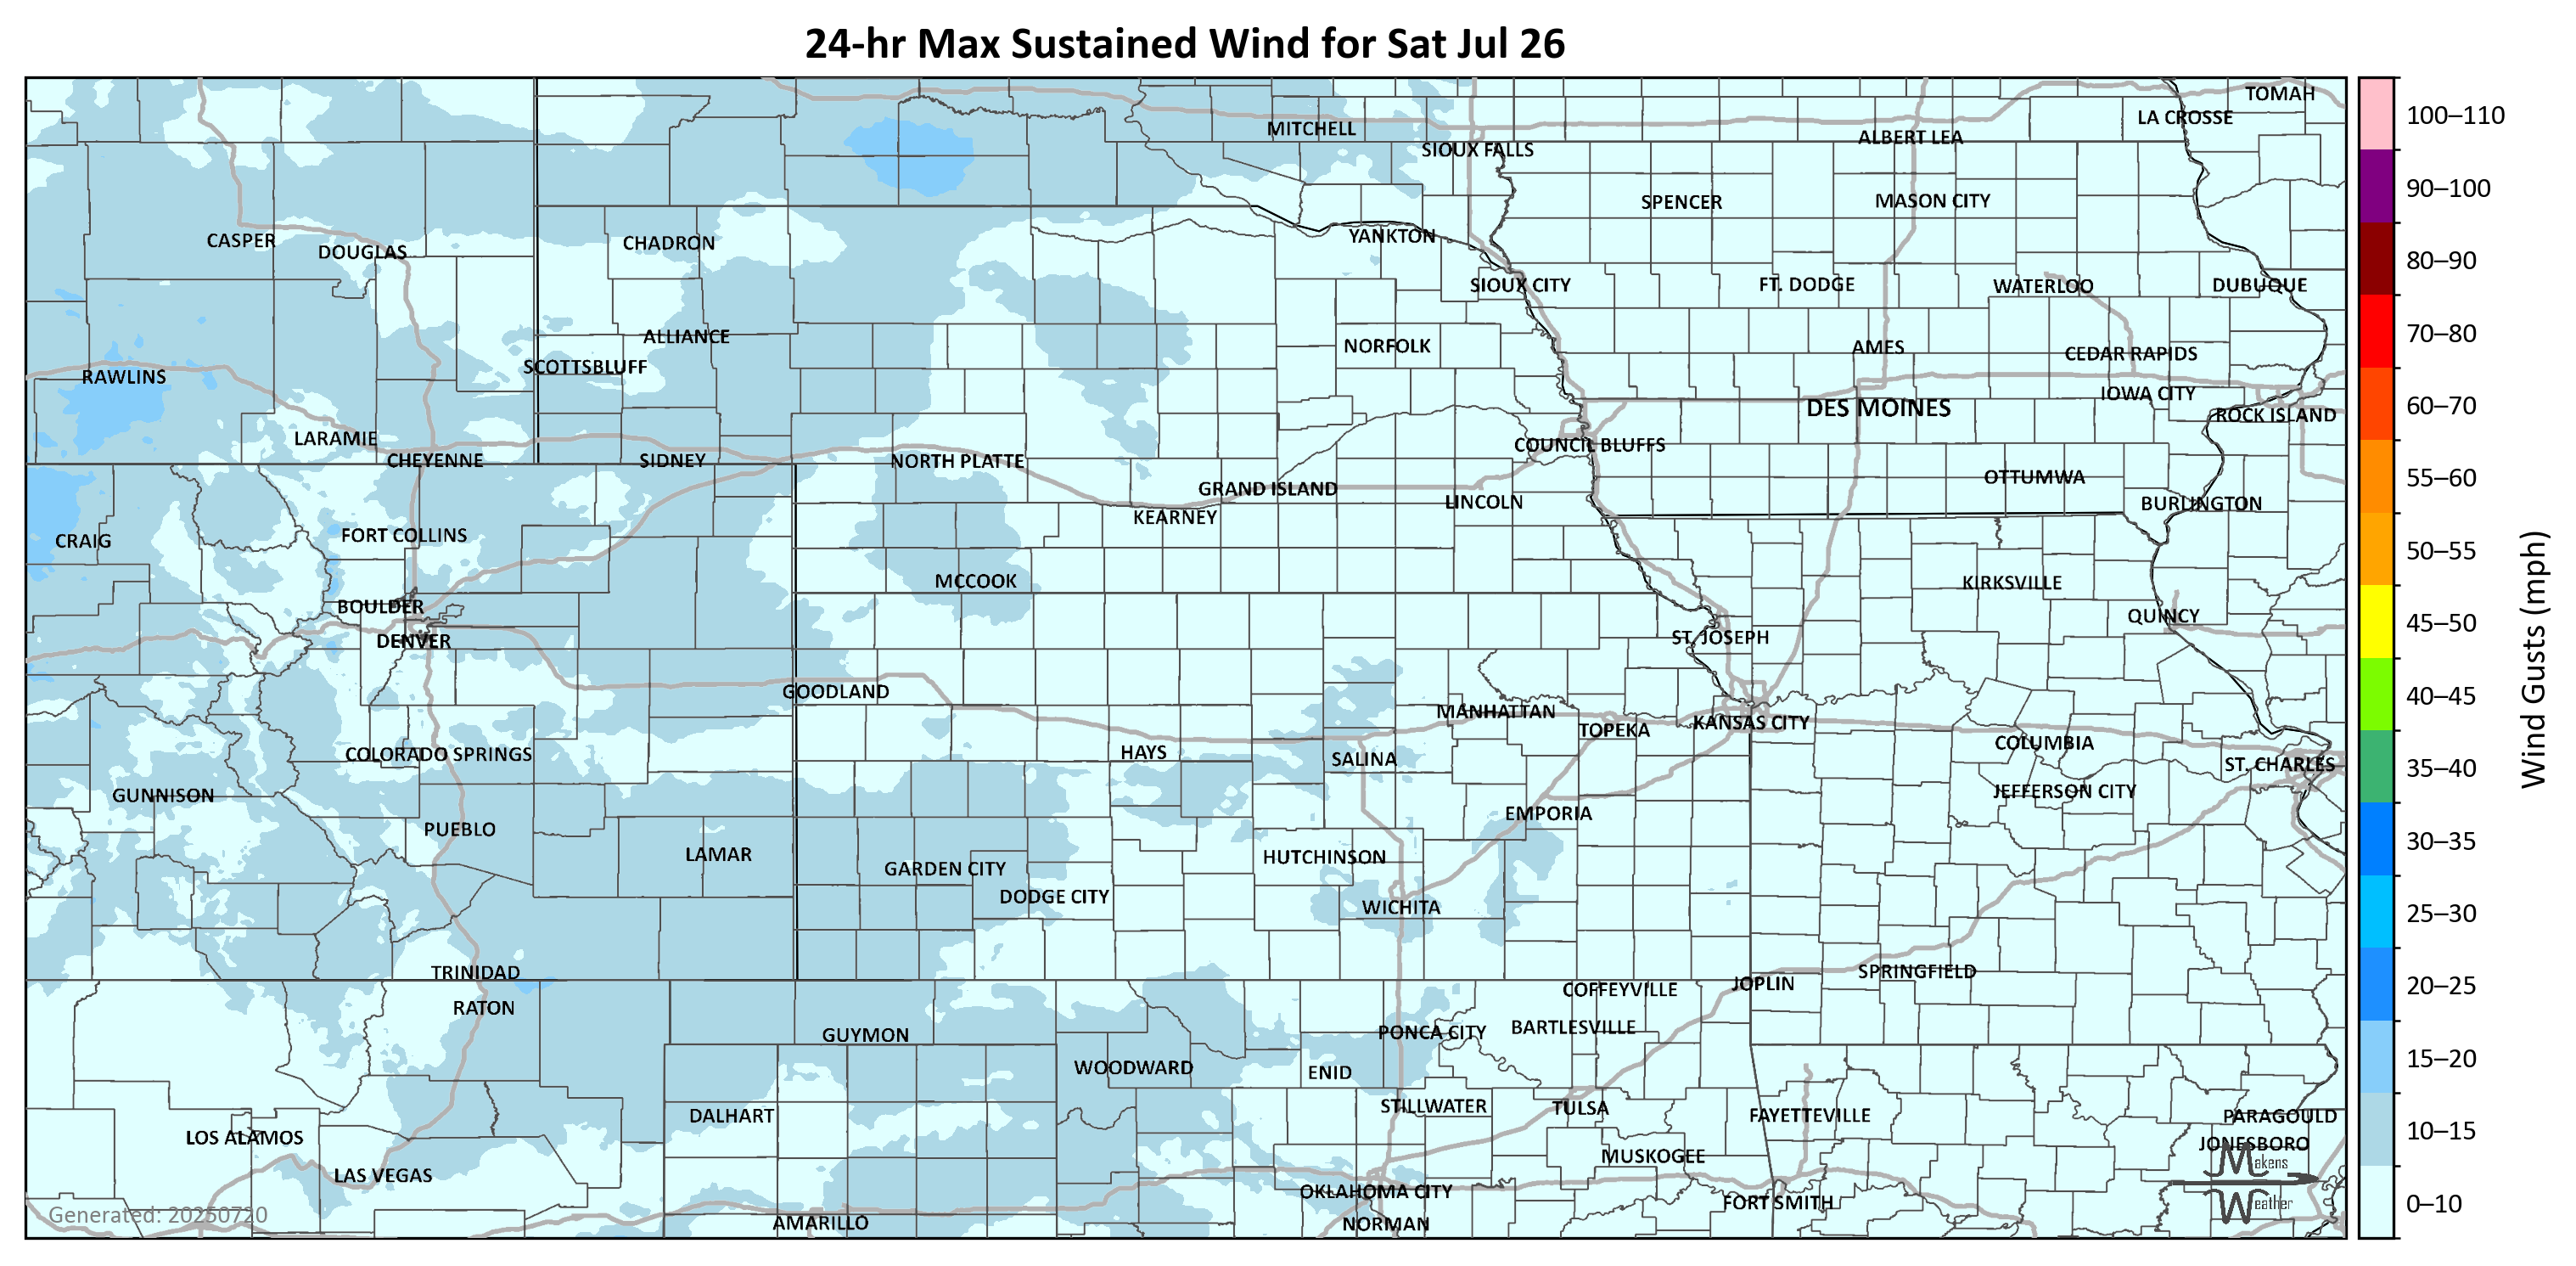 24-hr Max Sustained Wind for Sat Jul 26
TOMAH
LA CROSSE
MITCHELL
ALBERT LEA
SIOUX FALLS
SPENCER
MASON CITY
CASPER
DOUGLAS
CHADRON
YANKTON
SIOUX CITY
FT. DODGE
WATERLOO
DUBUQUE
ALLIANCE
NORFOLK
AMES
CEDAR RAPIDS
SCOTTSBLUFF
RAWLINS
IOWA CITY
DES MOINES
ROCK ISLAND
LARAMIE
COUNCIL BLUFFS
CHEYENNE
SIDNEY
NORTH PLATTE
OTTUMWA
GRAND ISLAND
LINCOLN
BURLINGTON
KEARNEY
CRAIG
FORT COLLINS
MCCOOK
KIRKSVILLE
BOULDER
QUINCY
DENVER
ST. JOSEPH
GOODLAND
MANHATTAN
TOPEKA
KANSAS CITY
COLUMBIA
COLORADO SPRINGS
HAYS
SALINA
ST. CHARLES
GUNNISON
JEFFERSON CITY
EMPORIA
PUEBLO
LAMAR
HUTCHINSON
GARDEN CITY
DODGE CITY
WICHITA
TRINIDAD
SPRINGFIELD
JOPLIN
COFFEYVILLE
RATON
GUYMON
PONCA CITY
BARTLESVILLE
WOODWARD
ENID
STILLWATER
TULSA
DALHART
FAYETTEVILLE
PARAGOULD
LOS ALAMOS
JONESBORO
MUSKOGEE
LAS VEGAS
OKLAHOMA CITY
FORT SMITH
AMARILLO
NORMAN
Generated: 20250720
Makens
Weather
100–110
90–100
80–90
70–80
60–70
55–60
50–55
45–50
40–45
35–40
30–35
25–30
20–25
15–20
10–15
0–10
Wind Gusts (mph)